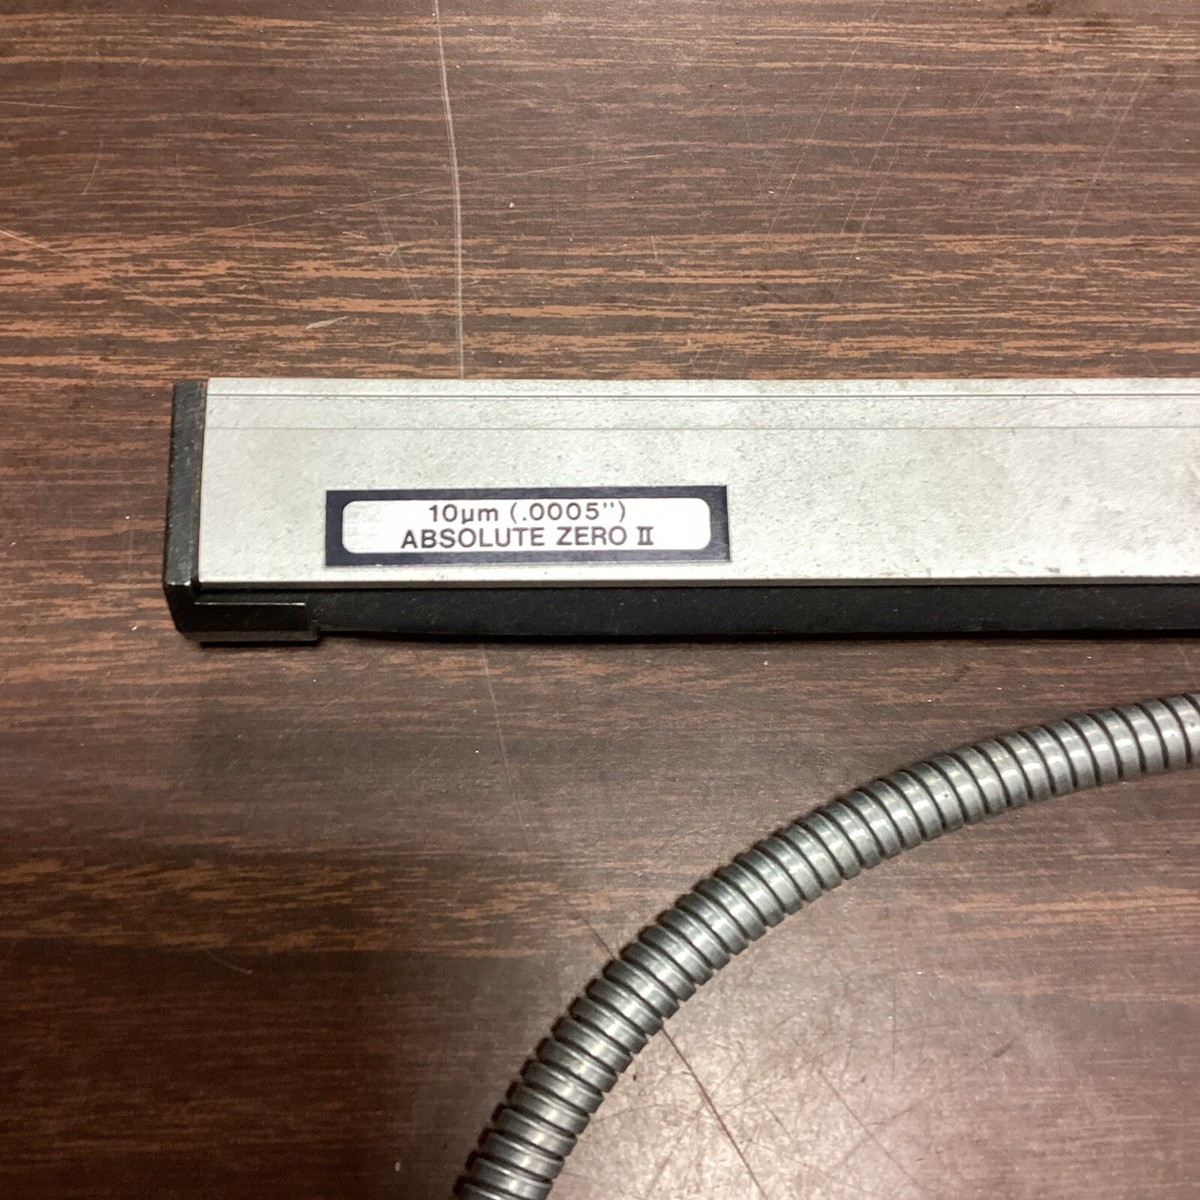 10µm (.0005")
ABSOLUTE ZERO II